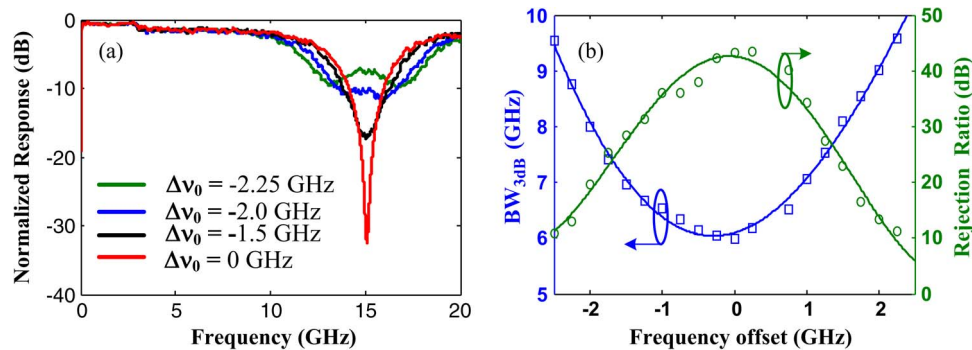 (a)
Normalized Response (dB)
0
-10
-20
-30
-40
Δν₀ = -2.25 GHz
Δν₀ = -2.0 GHz
Δν₀ = -1.5 GHz
Δν₀ = 0 GHz
0 5 10 15 20
Frequency (GHz)
(b)
BW3dB (GHz)
10
9
8
7
6
5
50
40
30
20
10
0
Rejection Ratio (dB)
-2 -1 0 1 2
Frequency offset (GHz)